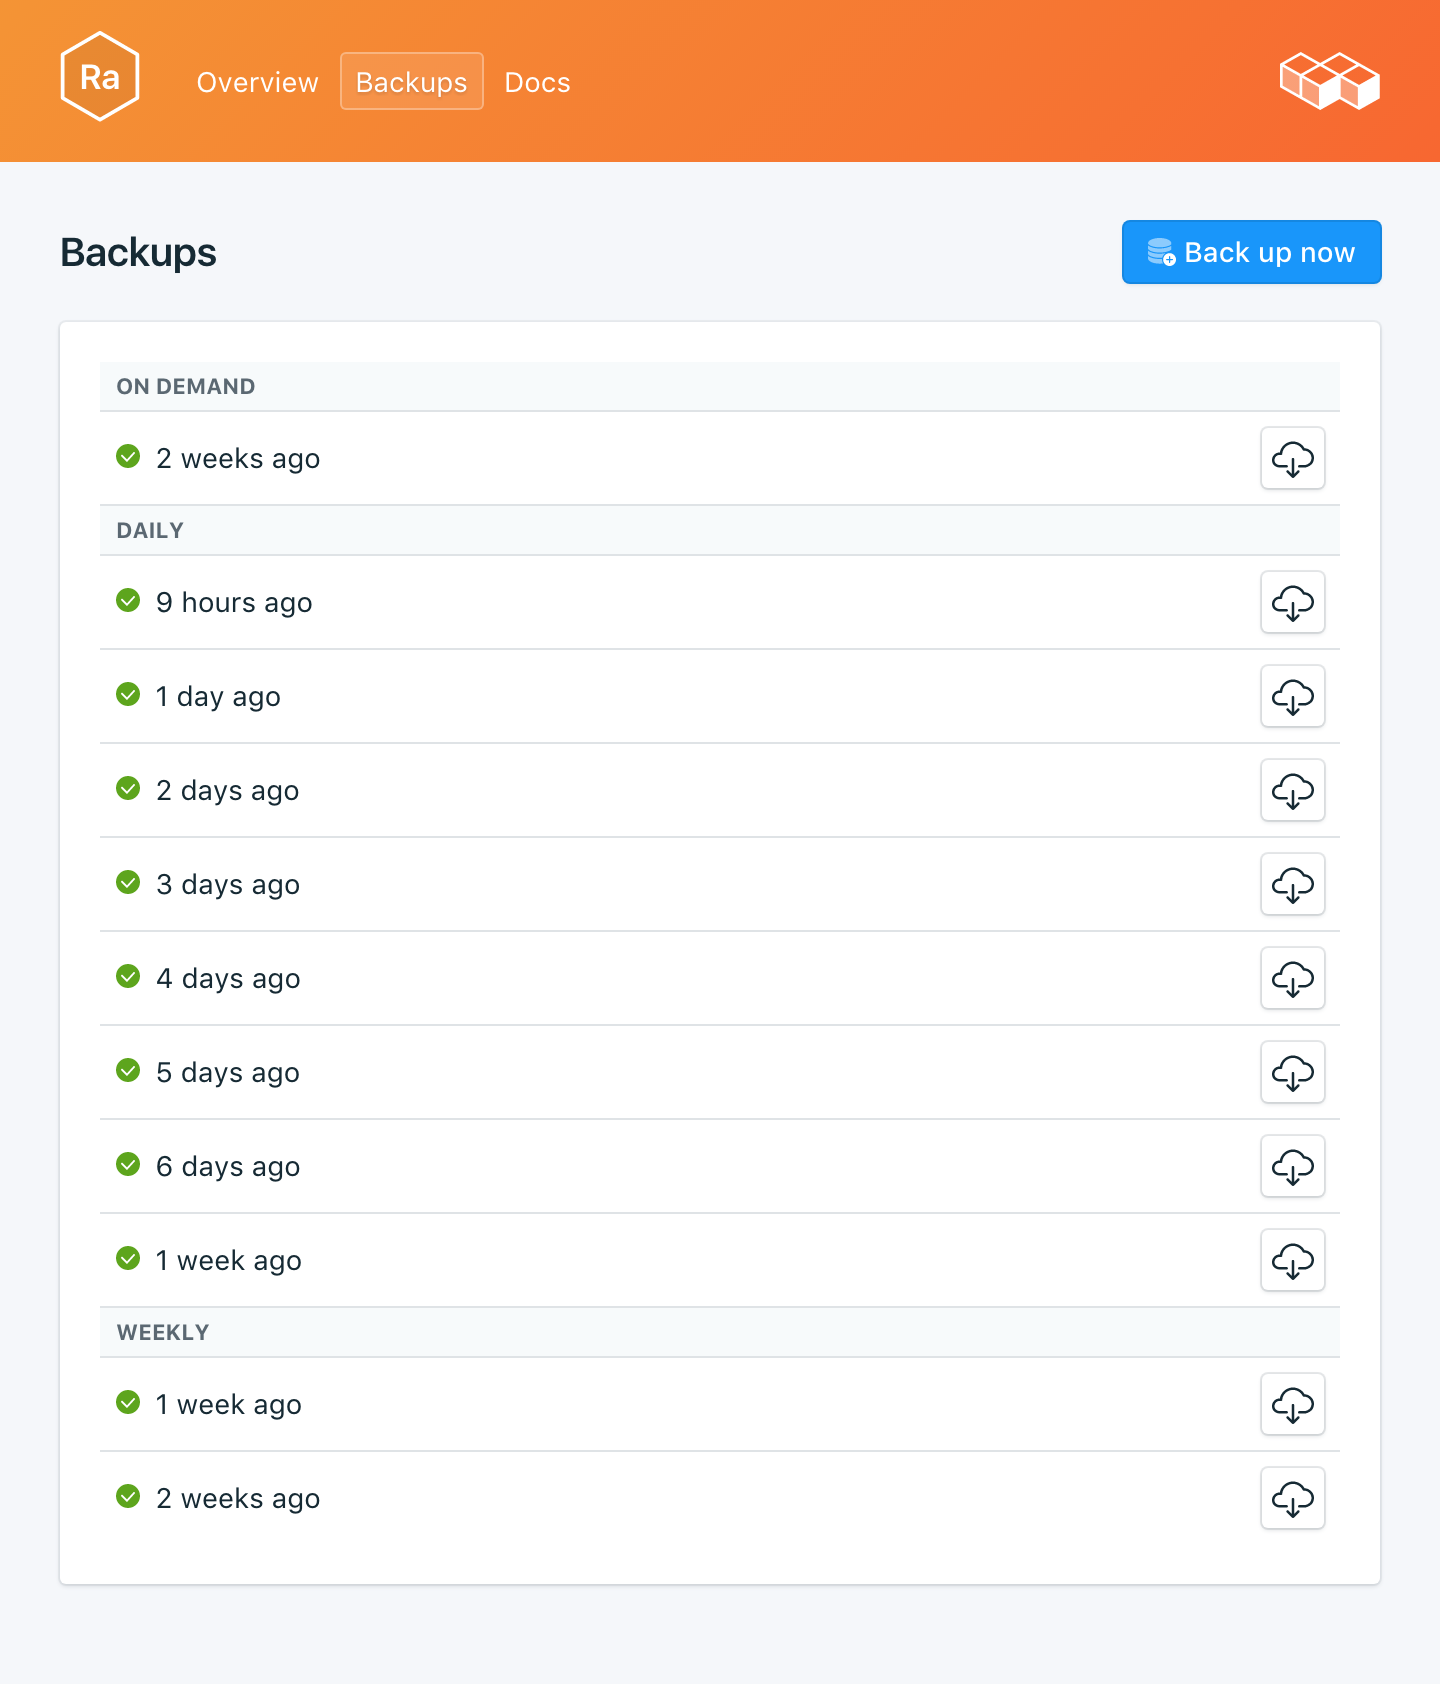 Ra
Overview Backups Docs
Backups
Back up now
ON DEMAND
2 weeks ago
DAILY
9 hours ago
1 day ago
2 days ago
3 days ago
4 days ago
5 days ago
6 days ago
1 week ago
WEEKLY
1 week ago
2 weeks ago